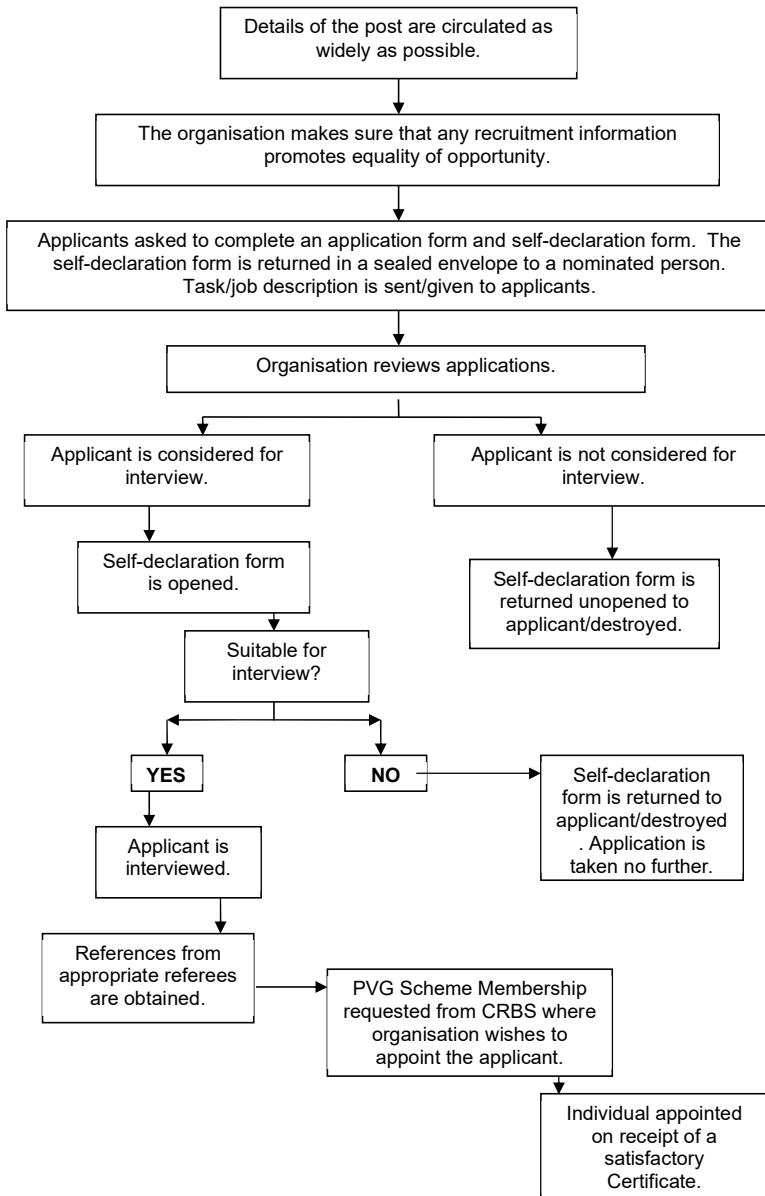 Details of the post are circulated as
widely as possible.
The organisation makes sure that any recruitment information
promotes equality of opportunity.
Applicants asked to complete an application form and self-declaration form. The
self-declaration form is returned in a sealed envelope to a nominated person.
Task/job description is sent/given to applicants.
Organisation reviews applications.
Applicant is considered for
interview.
Applicant is not considered for
interview.
Self-declaration form
is opened.
Self-declaration form is
returned unopened to
applicant/destroyed.
Suitable for
interview?
YES
NO
Self-declaration
form is returned to
applicant/destroyed
. Application is
taken no further.
Applicant is
interviewed.
References from
appropriate referees
are obtained.
PVG Scheme Membership
requested from CRBS where
organisation wishes to
appoint the applicant.
Individual appointed
on receipt of a
satisfactory
Certificate.